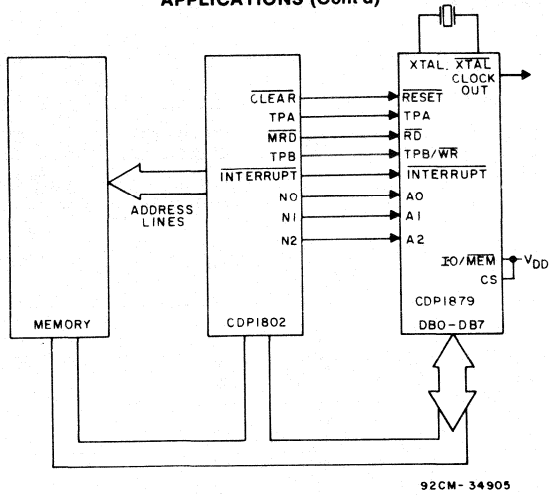 APPLICATIONS (Cont'd)
XTAL, XTAL
CLOCK
OUT
CLEAR
RESET
TPA
TPA
MRD
RD
TPB
TPB/WR
INTERRUPT
INTERRUPT
ADDRESS
LINES
N0
A0
N1
A1
N2
A2
IO/MEM
VDD
CS
CDP1879
MEMORY
CDP1802
DB0-DB7
92CM-34905